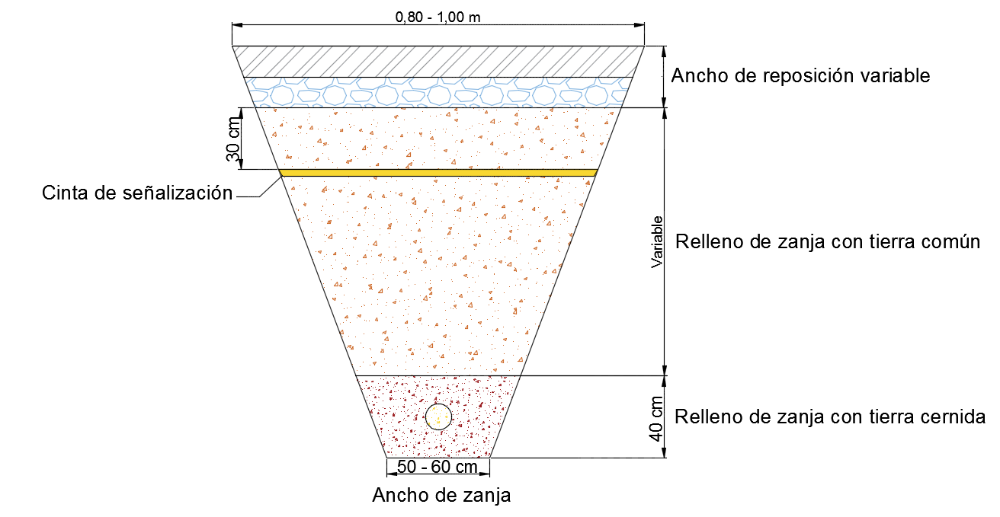 0,80 - 1,00 m
Ancho de reposición variable
30 cm
Cinta de señalización
Variable
Relleno de zanja con tierra común
40 cm
Relleno de zanja con tierra cernida
50 - 60 cm
Ancho de zanja